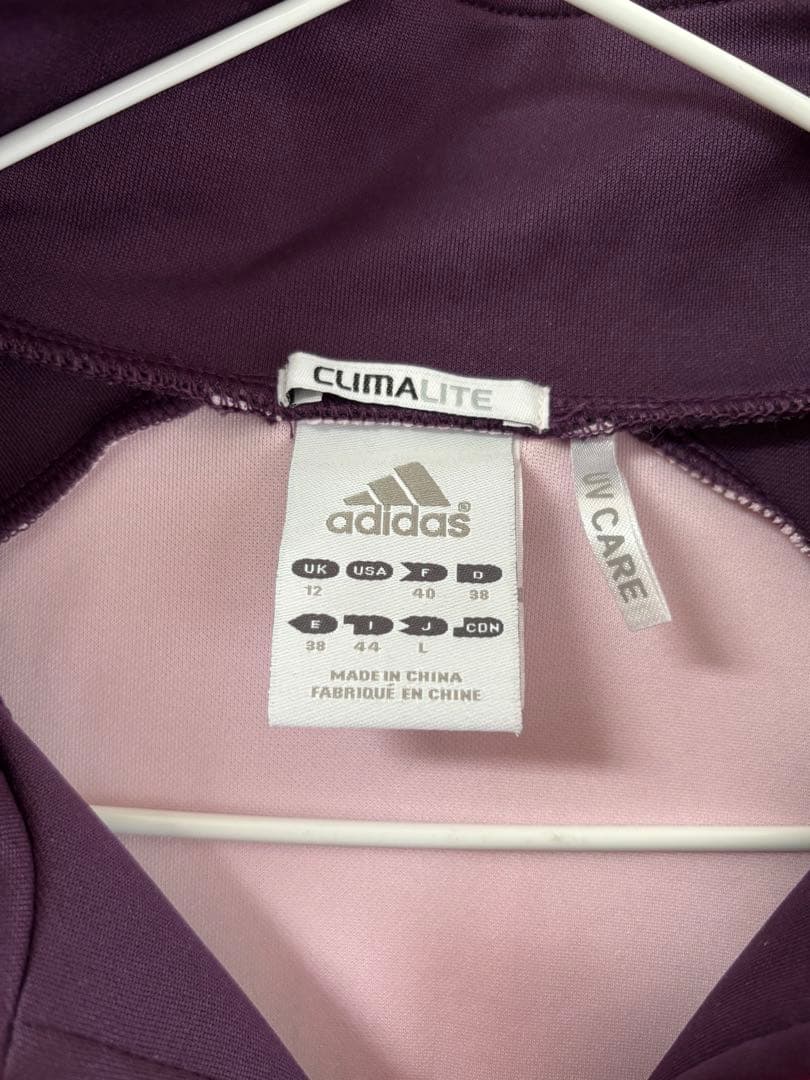 CLIMALITE
adidas®
UK USA F D
12 40 38
E I J CDN
38 44 L
MADE IN CHINA
FABRIQUÉ EN CHINE
UV CARE